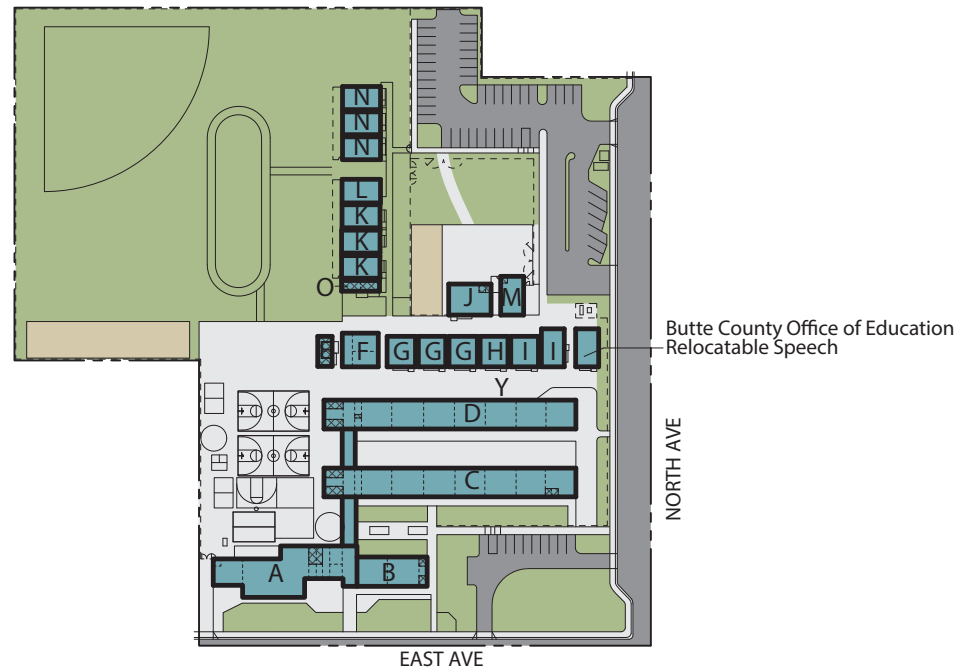 N
N
N
L
K
K
K
O
J
M
F
G
G
G
H
I
I
Butte County Office of Education
Relocatable Speech
Y
D
C
NORTH AVE
A
B
EAST AVE